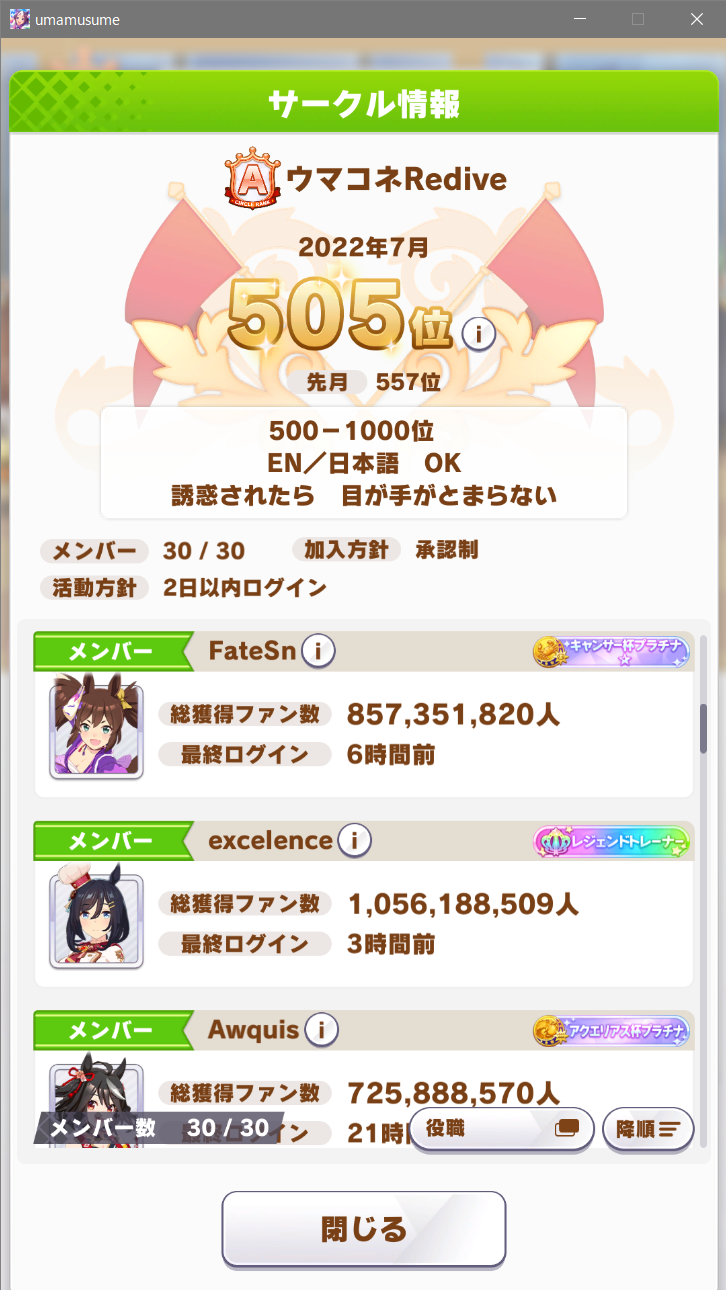 umamusume
サークル情報
A
CIRCLE RANK
ウマコネRedive
2022年7月
505位
i
先月 557位
500－1000位
EN／日本語　OK
誘惑されたら　目が手がとまらない
メンバー 30 / 30 加入方針 承認制
活動方針 2日以内ログイン
メンバー FateSn i キャンサー杯プラチナ
総獲得ファン数 857,351,820人
最終ログイン 6時間前
メンバー excelence i レジェンドトレーナー
総獲得ファン数 1,056,188,509人
最終ログイン 3時間前
メンバー Awquis i アクエリアス杯プラチナ
総獲得ファン数 725,888,570人
メンバー数 30 / 30 イン 21時 役職 降順
閉じる